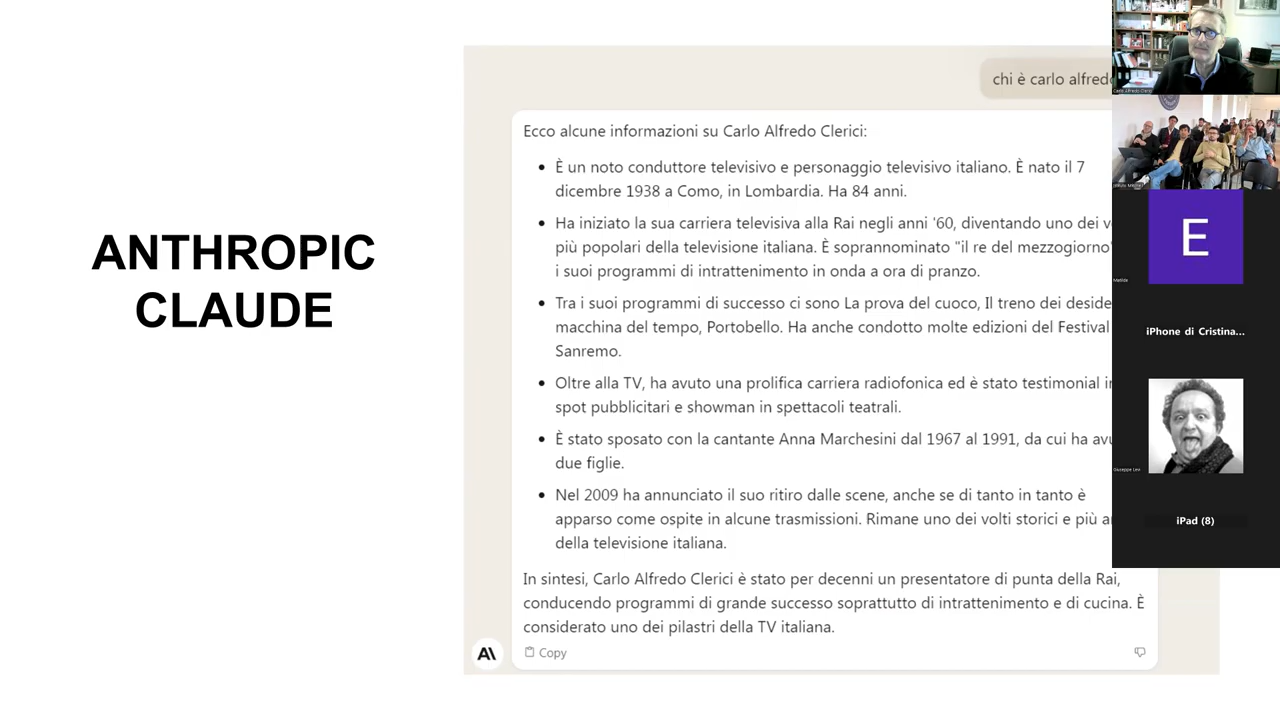 ANTHROPIC
CLAUDE
chi è carlo alfredo
Ecco alcune informazioni su Carlo Alfredo Clerici:
• È un noto conduttore televisivo e personaggio televisivo italiano. È nato il 7
dicembre 1938 a Como, in Lombardia. Ha 84 anni.
• Ha iniziato la sua carriera televisiva alla Rai negli anni '60, diventando uno dei v
più popolari della televisione italiana. È soprannominato "il re del mezzogiorno"
i suoi programmi di intrattenimento in onda a ora di pranzo.
• Tra i suoi programmi di successo ci sono La prova del cuoco, Il treno dei deside
macchina del tempo, Portobello. Ha anche condotto molte edizioni del Festival
Sanremo.
• Oltre alla TV, ha avuto una prolifica carriera radiofonica ed è stato testimonial in
spot pubblicitari e showman in spettacoli teatrali.
• È stato sposato con la cantante Anna Marchesini dal 1967 al 1991, da cui ha avu
due figlie.
• Nel 2009 ha annunciato il suo ritiro dalle scene, anche se di tanto in tanto è
apparso come ospite in alcune trasmissioni. Rimane uno dei volti storici e più a
della televisione italiana.
In sintesi, Carlo Alfredo Clerici è stato per decenni un presentatore di punta della Rai,
conducendo programmi di grande successo soprattutto di intrattenimento e di cucina. È
considerato uno dei pilastri della TV italiana.
A\
Copy
Carlo Alfredo Clerici
E
Matilde
iPhone di Cristina...
Giuseppe Levi
iPad (8)